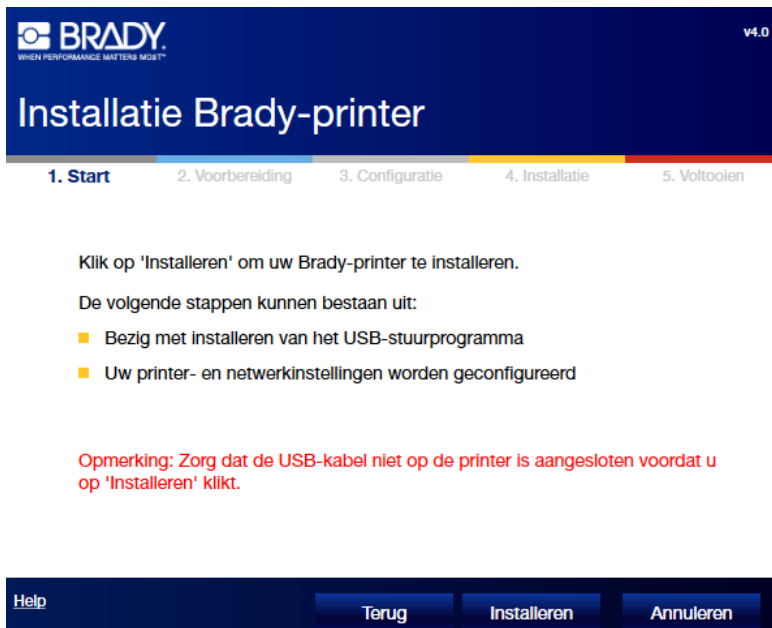 BRADY.
WHEN PERFORMANCE MATTERS MOST™
v4.0
Installatie Brady-printer
1. Start 2. Voorbereiding 3. Configuratie 4. Installatie 5. Voltooien
Klik op 'Installeren' om uw Brady-printer te installeren.
De volgende stappen kunnen bestaan uit:
Bezig met installeren van het USB-stuurprogramma
Uw printer- en netwerkinstellingen worden geconfigureerd
Opmerking: Zorg dat de USB-kabel niet op de printer is aangesloten voordat u
op 'Installeren' klikt.
Help Terug Installeren Annuleren